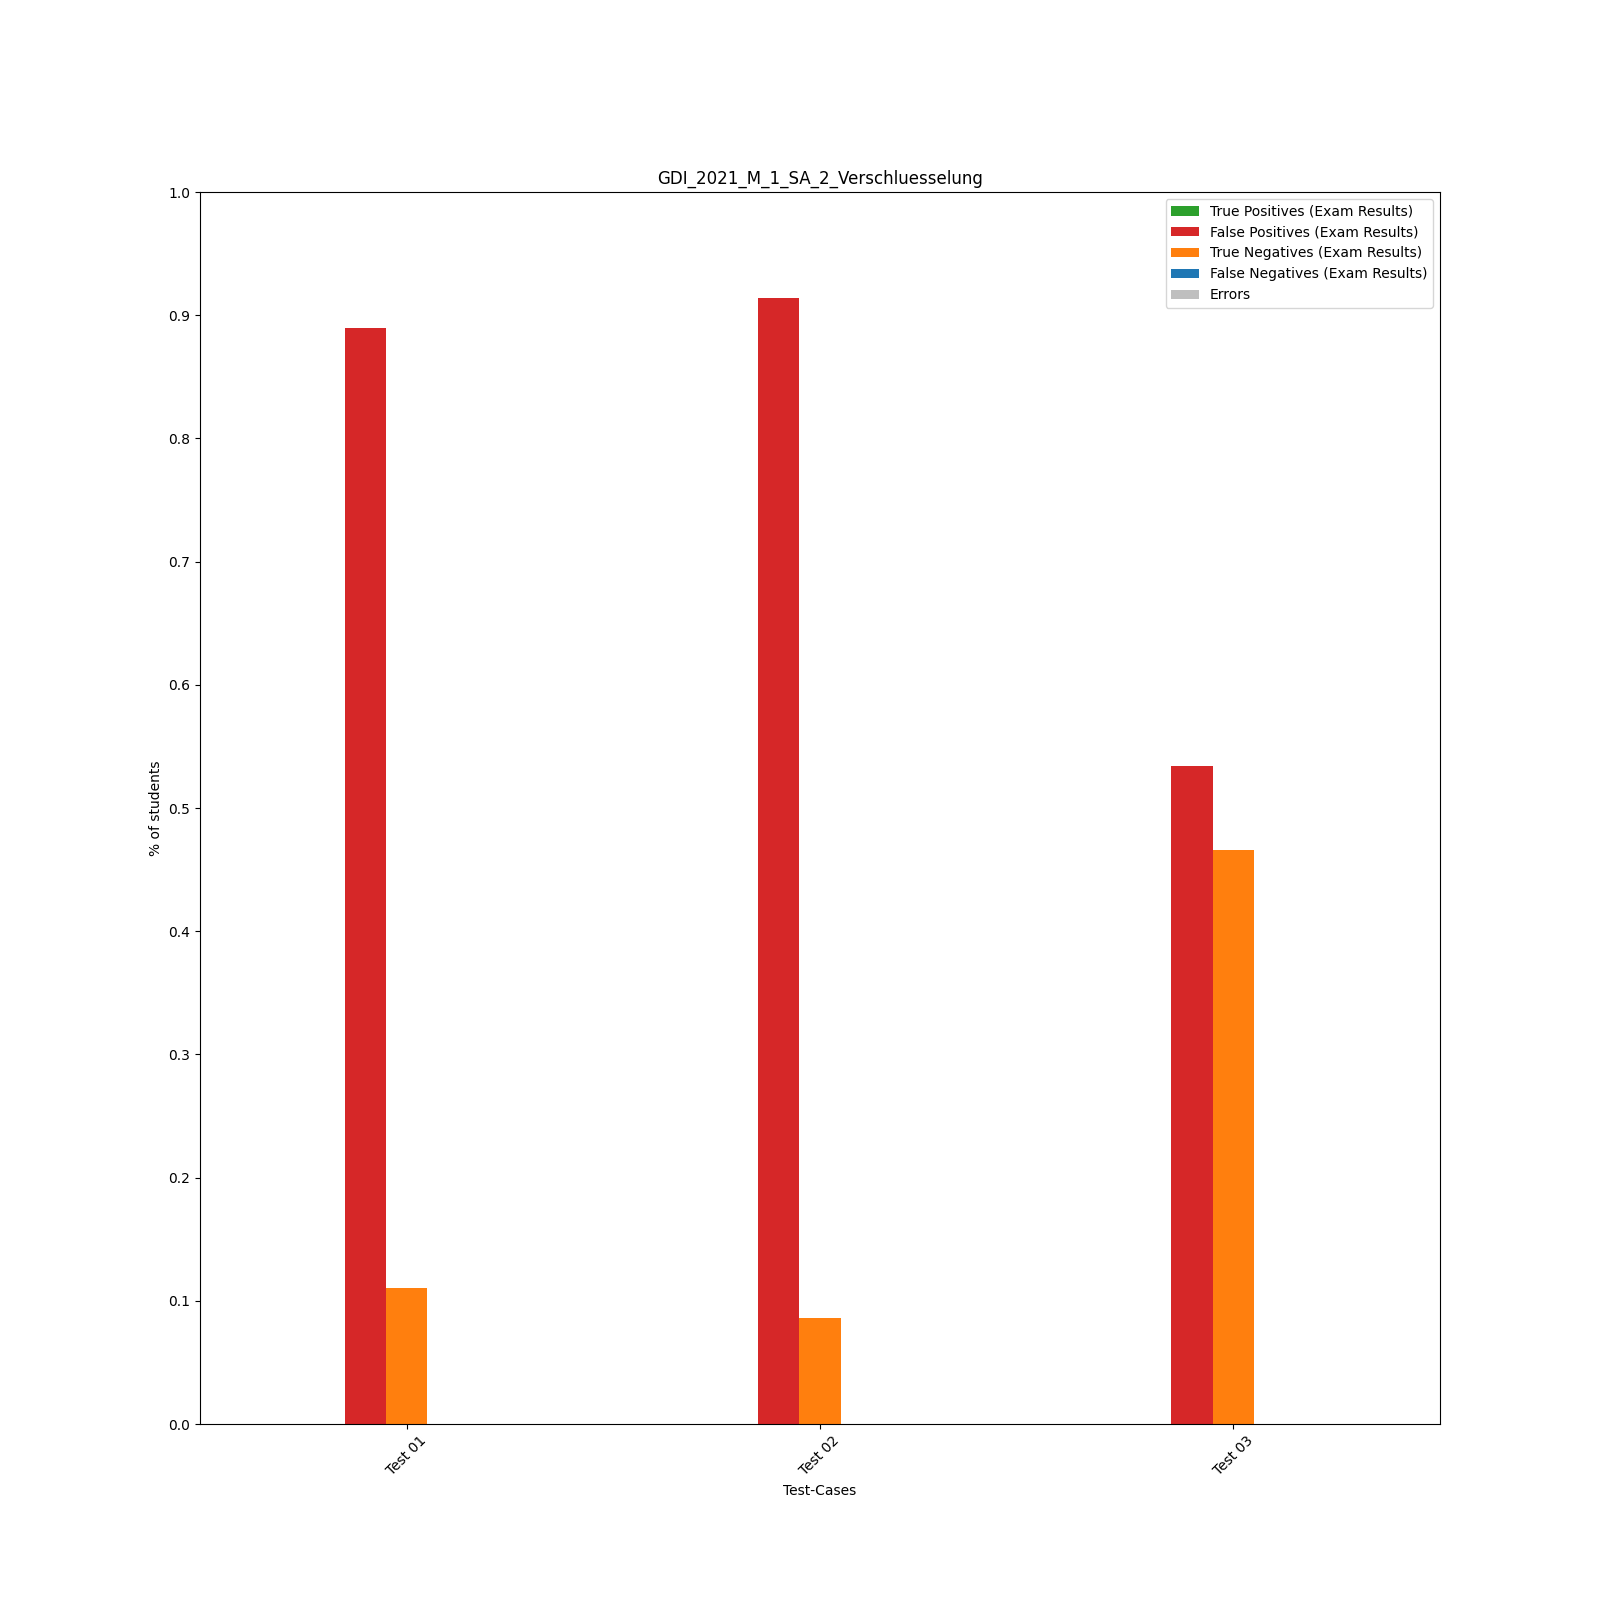 GDI_2021_M_1_SA_2_Verschluesselung
True Positives (Exam Results)
False Positives (Exam Results)
True Negatives (Exam Results)
False Negatives (Exam Results)
Errors
1.0
0.9
0.8
0.7
0.6
0.5
0.4
0.3
0.2
0.1
0.0
% of students
Test 01
Test 02
Test 03
Test-Cases